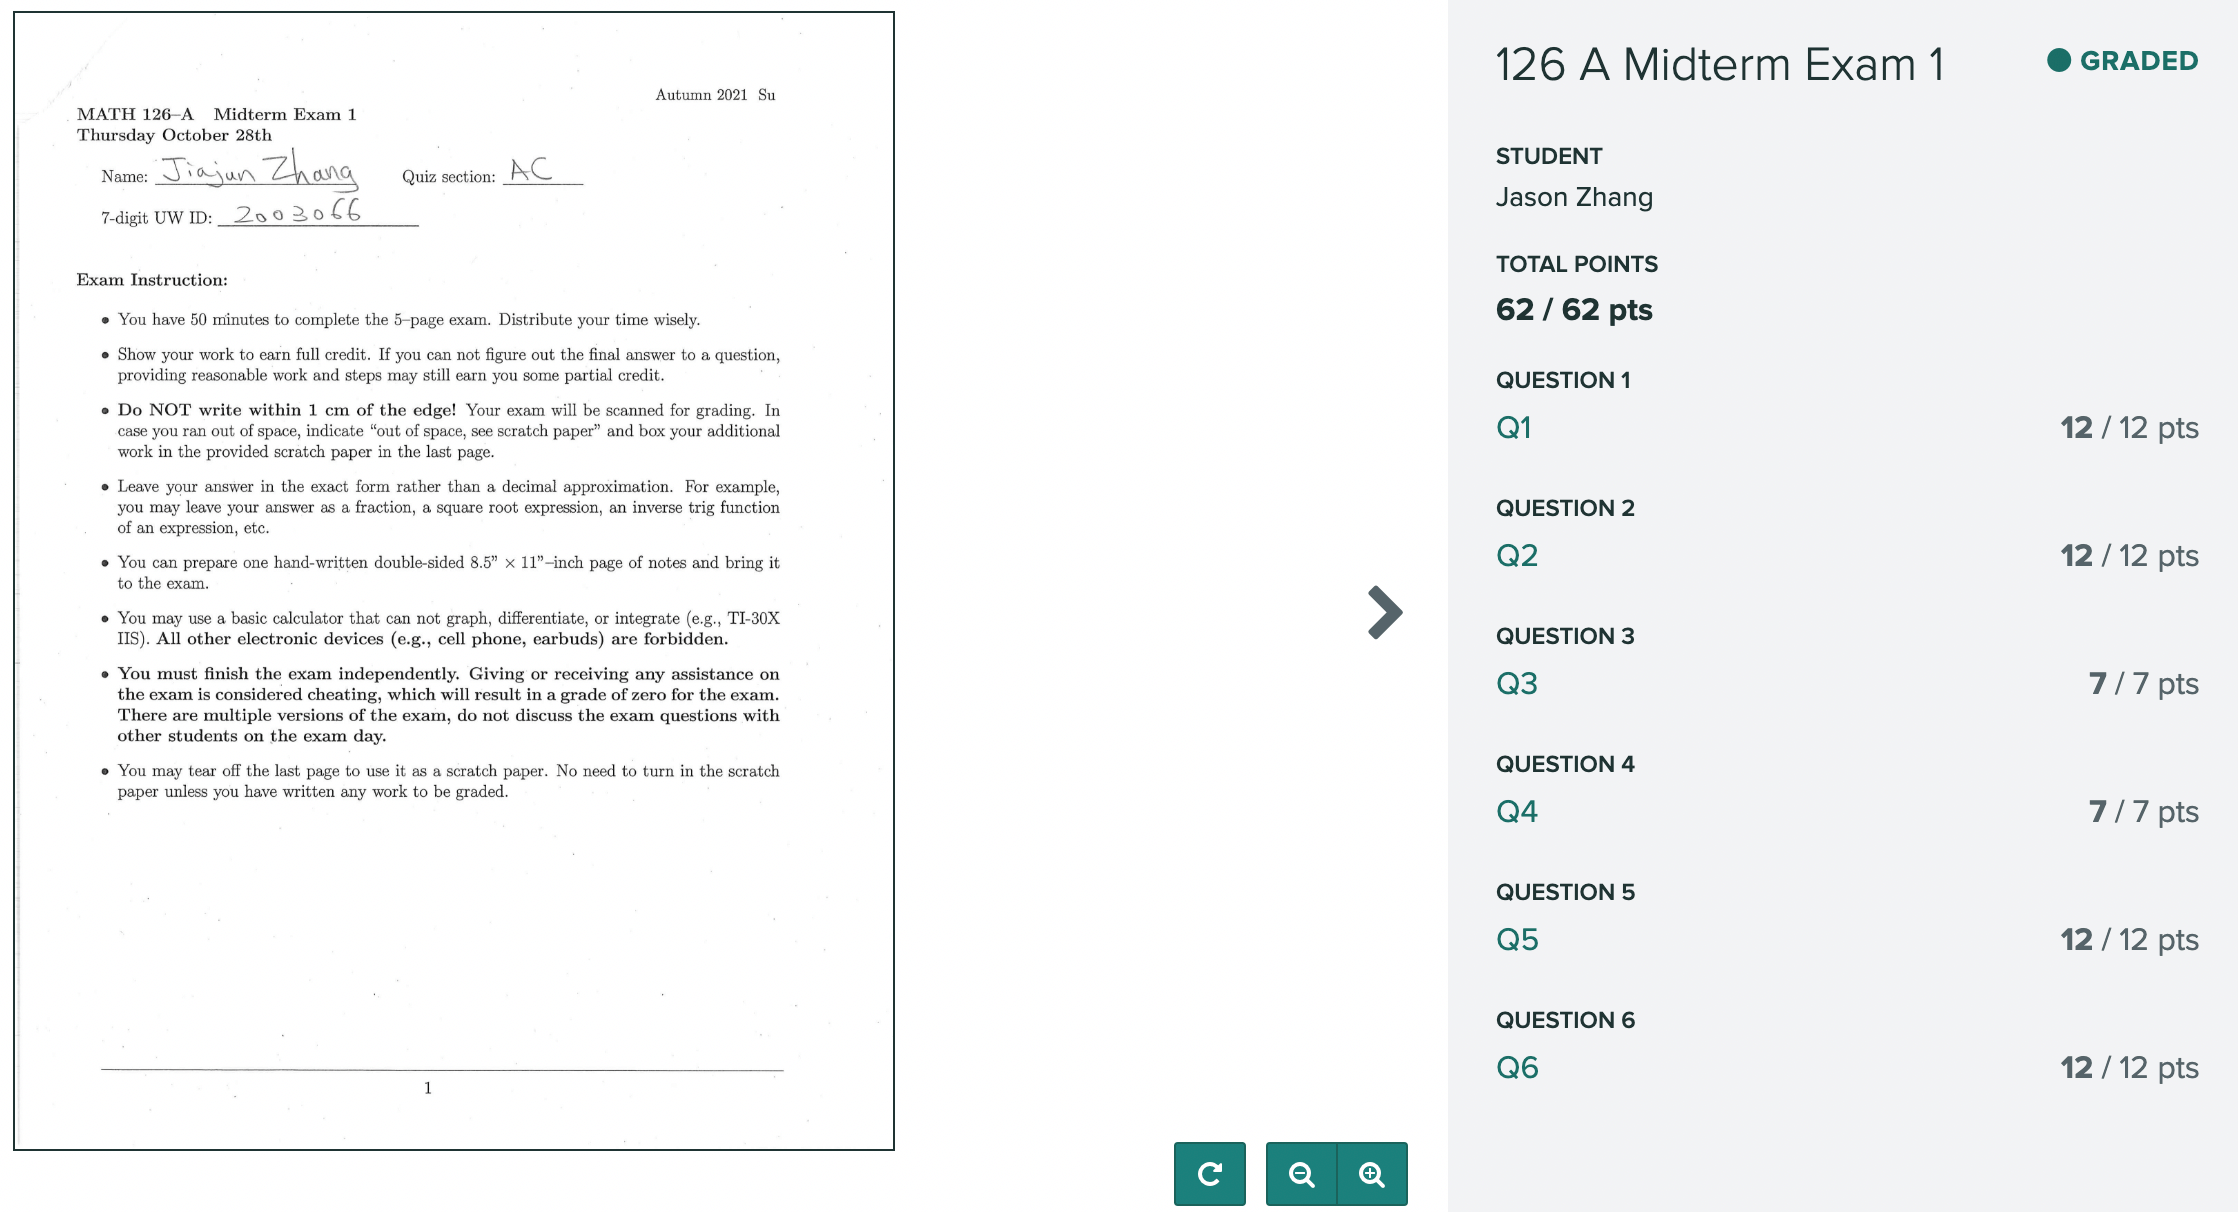 Autumn 2021 Su
MATH 126–A Midterm Exam 1
Thursday October 28th
Name: Jiajun Zhang Quiz section: AC
7-digit UW ID: 2003066
Exam Instruction:
• You have 50 minutes to complete the 5–page exam. Distribute your time wisely.
• Show your work to earn full credit. If you can not figure out the final answer to a question,
providing reasonable work and steps may still earn you some partial credit.
• Do NOT write within 1 cm of the edge! Your exam will be scanned for grading. In
case you ran out of space, indicate “out of space, see scratch paper” and box your additional
work in the provided scratch paper in the last page.
• Leave your answer in the exact form rather than a decimal approximation. For example,
you may leave your answer as a fraction, a square root expression, an inverse trig function
of an expression, etc.
• You can prepare one hand-written double-sided 8.5” × 11”–inch page of notes and bring it
to the exam.
• You may use a basic calculator that can not graph, differentiate, or integrate (e.g., TI-30X
IIS). All other electronic devices (e.g., cell phone, earbuds) are forbidden.
• You must finish the exam independently. Giving or receiving any assistance on
the exam is considered cheating, which will result in a grade of zero for the exam.
There are multiple versions of the exam, do not discuss the exam questions with
other students on the exam day.
• You may tear off the last page to use it as a scratch paper. No need to turn in the scratch
paper unless you have written any work to be graded.
1
126 A Midterm Exam 1
GRADED
STUDENT
Jason Zhang
TOTAL POINTS
62 / 62 pts
QUESTION 1
Q1 12 / 12 pts
QUESTION 2
Q2 12 / 12 pts
QUESTION 3
Q3 7 / 7 pts
QUESTION 4
Q4 7 / 7 pts
QUESTION 5
Q5 12 / 12 pts
QUESTION 6
Q6 12 / 12 pts